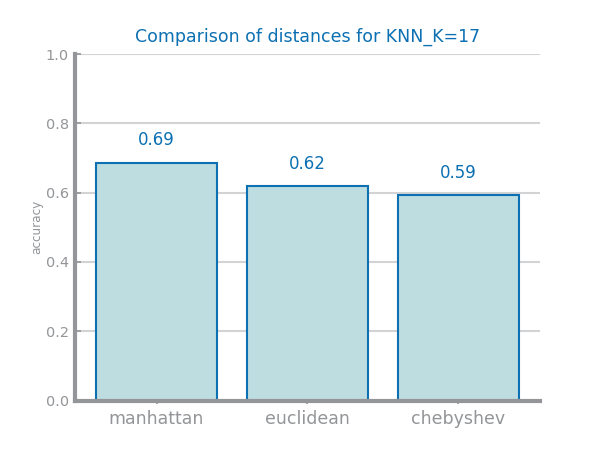 Comparison of distances for KNN_K=17
1.0
0.8
0.6
0.4
0.2
0.0
accuracy
0.69
0.62
0.59
manhattan
euclidean
chebyshev